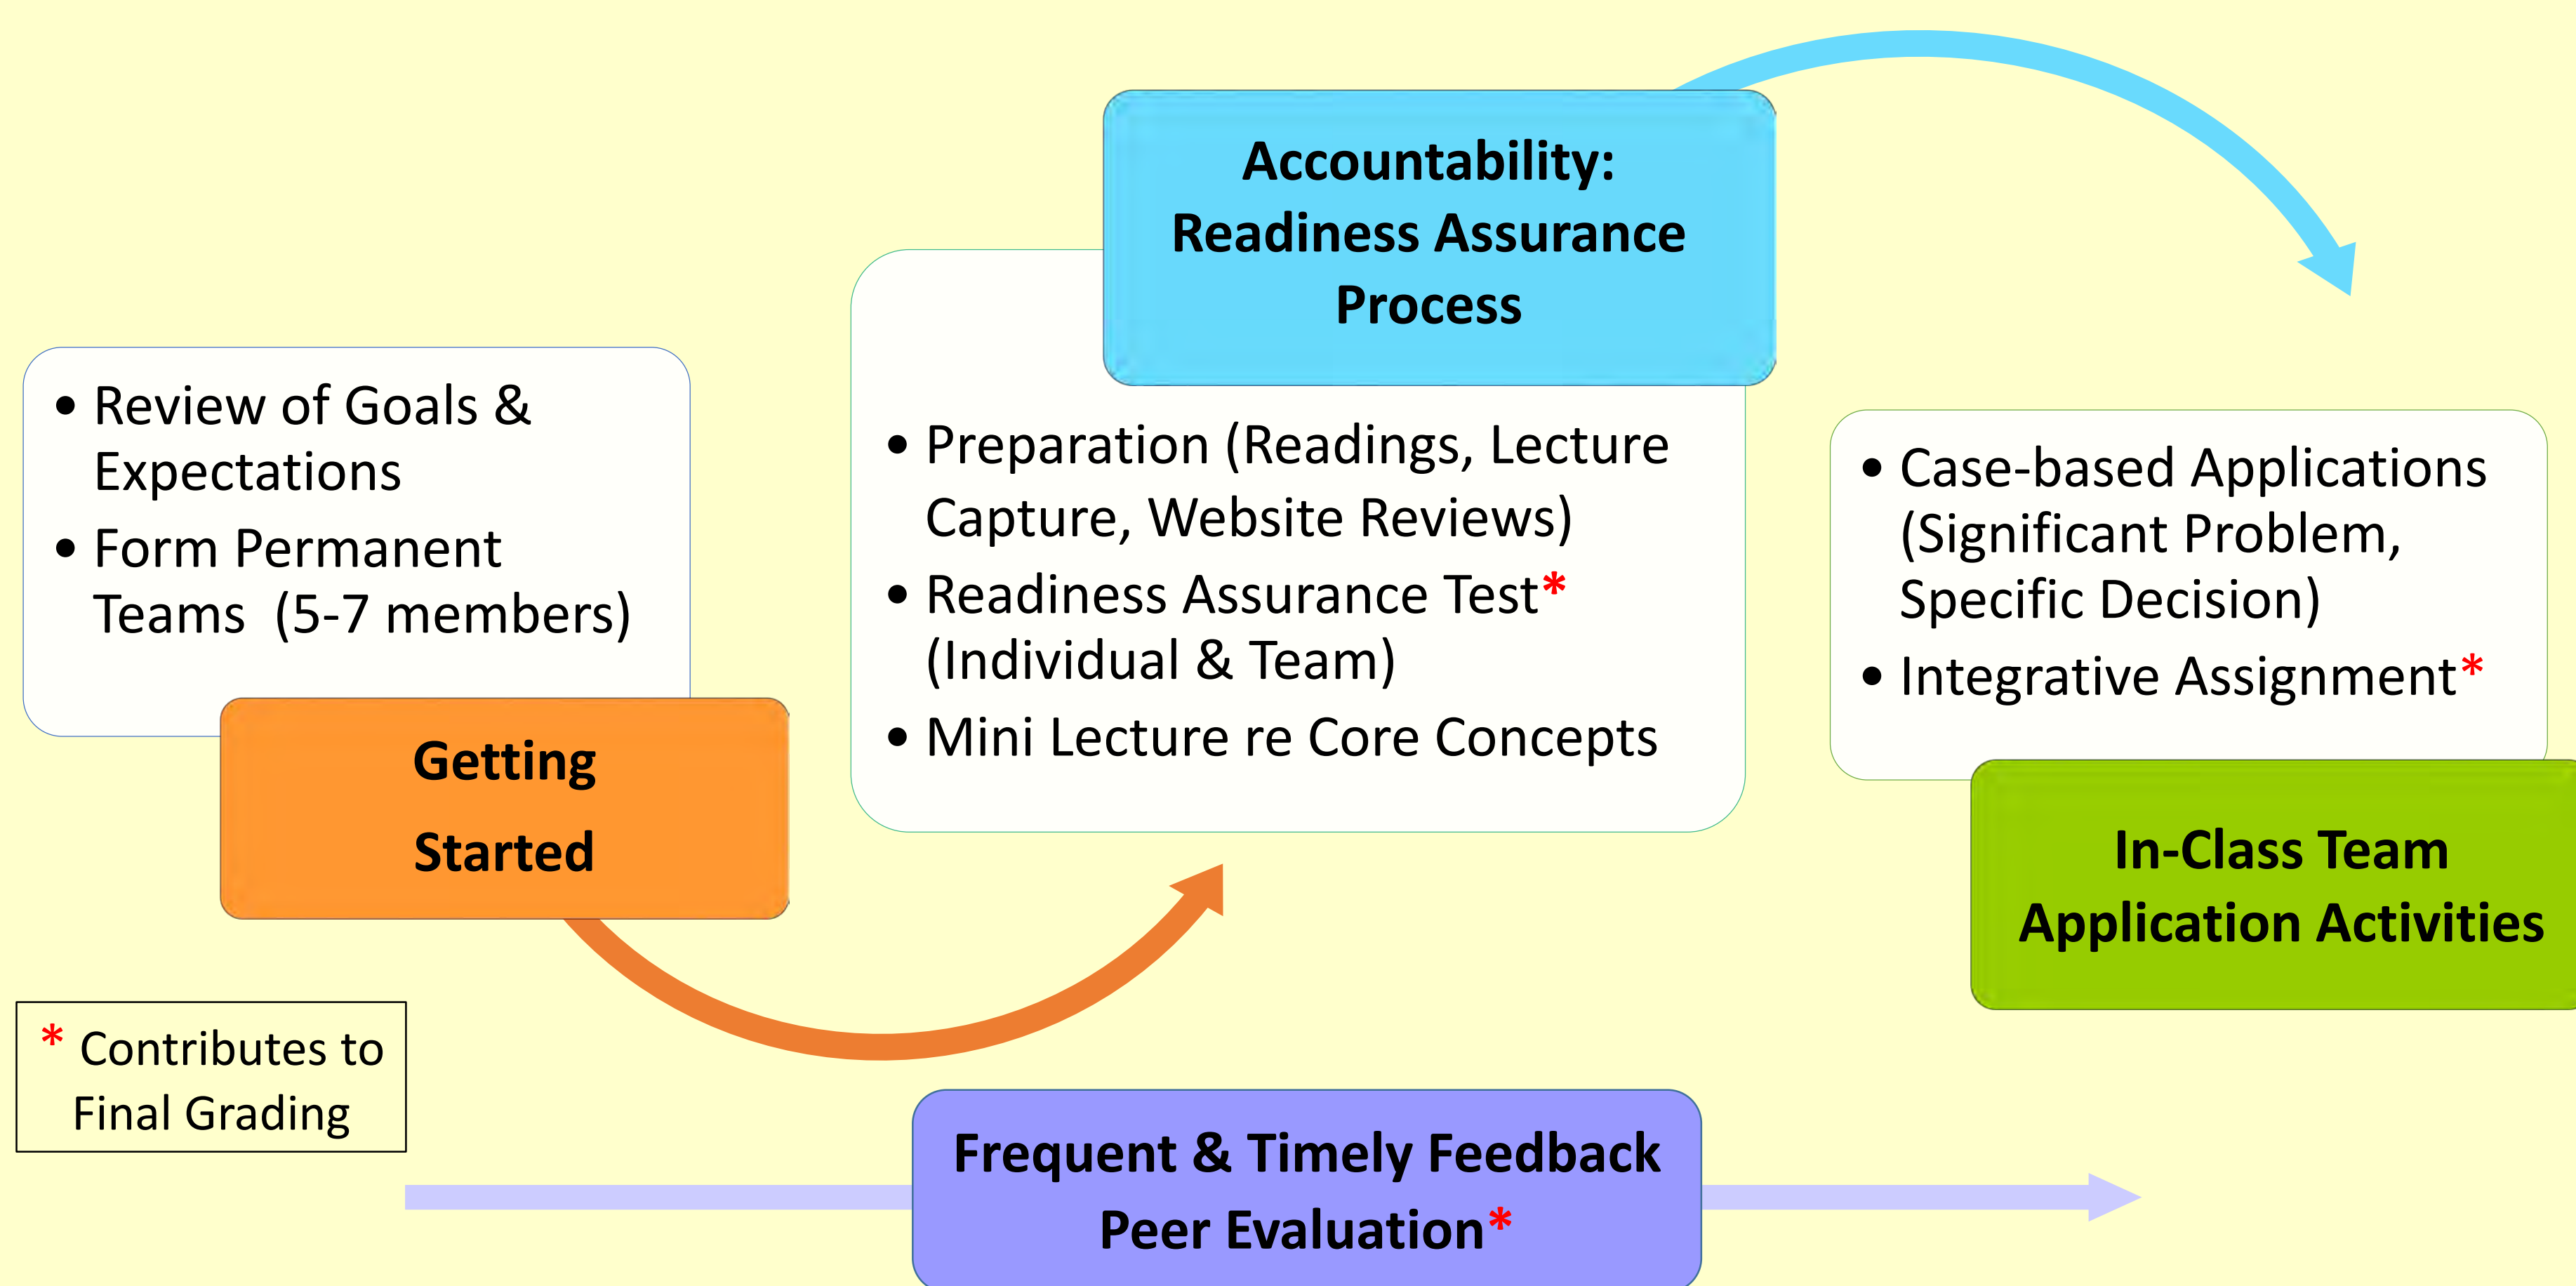 • Review of Goals &
Expectations
• Form Permanent
Teams (5-7 members)
Getting
Started
Accountability:
Readiness Assurance
Process
• Preparation (Readings, Lecture
Capture, Website Reviews)
• Readiness Assurance Test*
(Individual & Team)
• Mini Lecture re Core Concepts
• Case-based Applications
(Significant Problem,
Specific Decision)
• Integrative Assignment*
In-Class Team
Application Activities
* Contributes to
Final Grading
Frequent & Timely Feedback
Peer Evaluation*